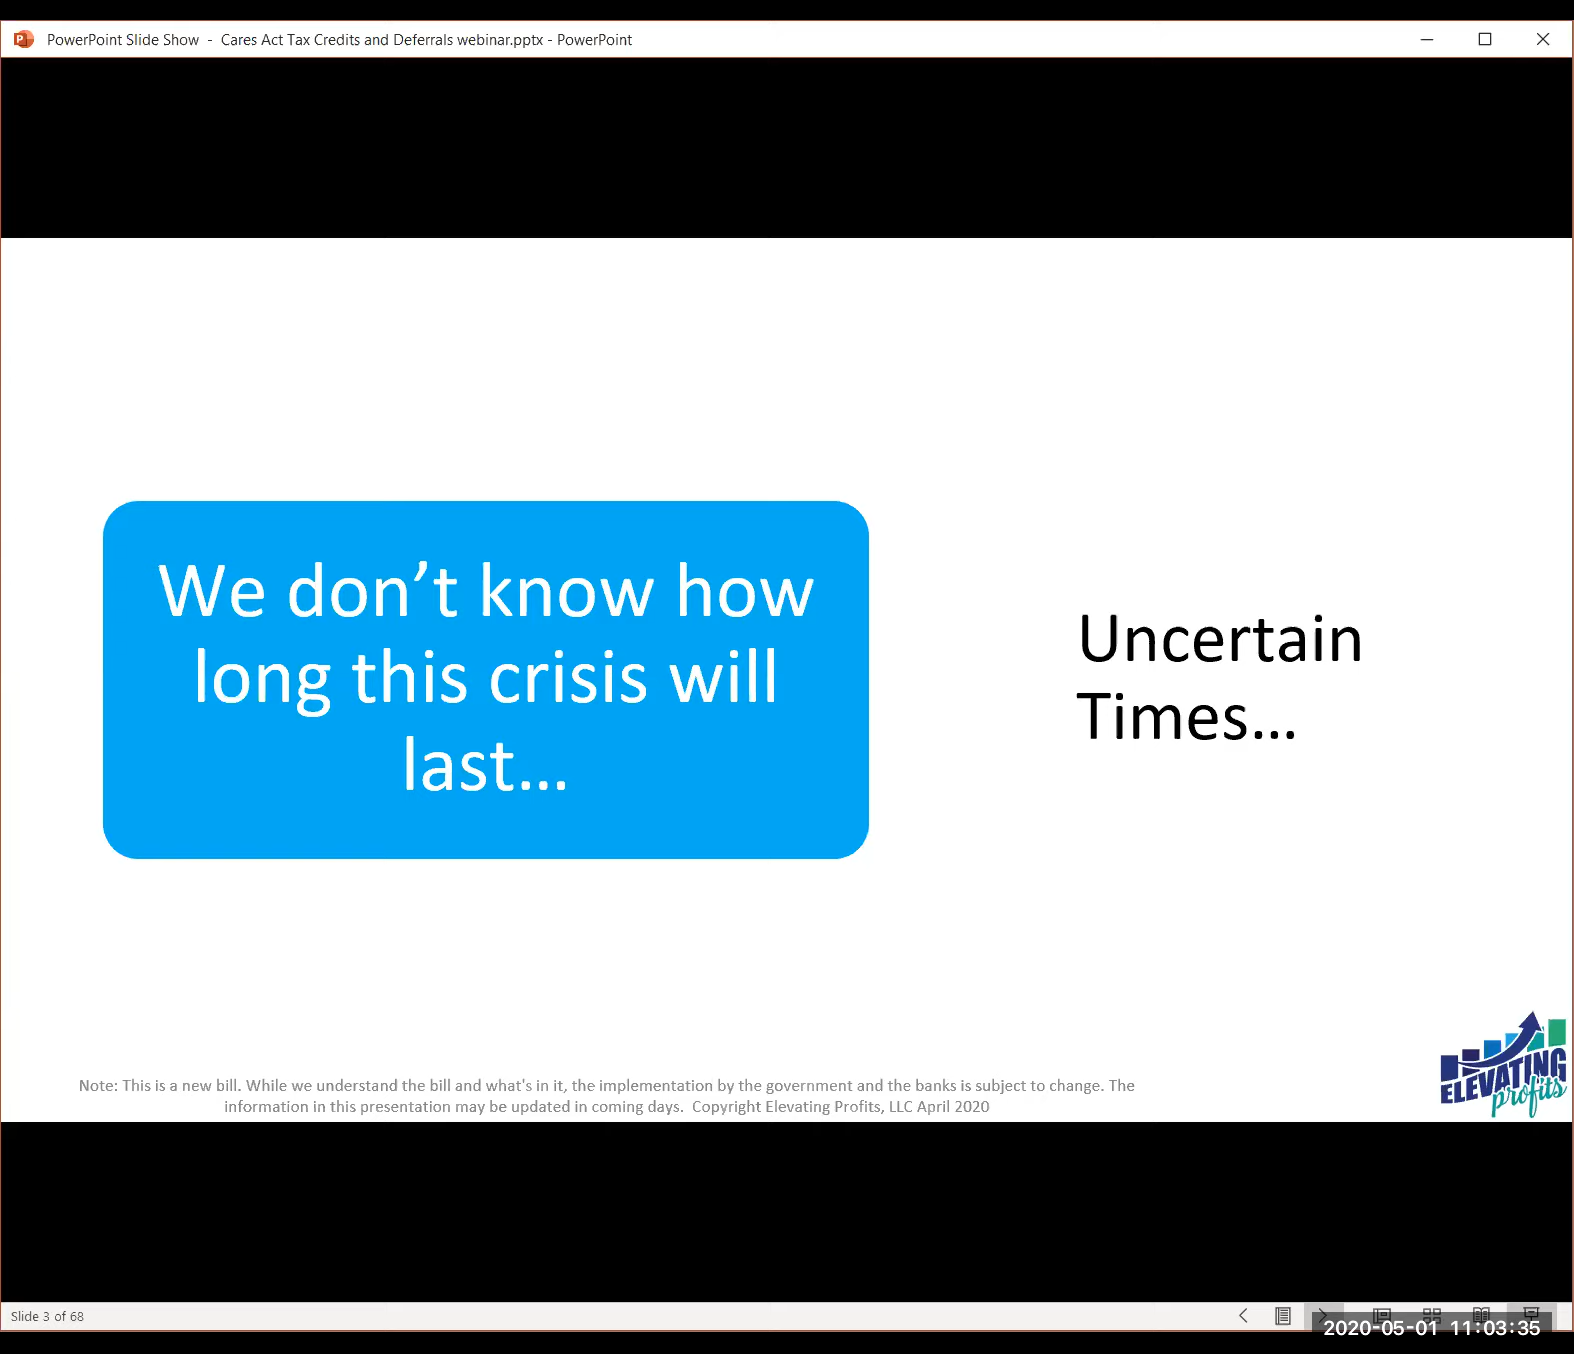 PowerPoint Slide Show - Cares Act Tax Credits and Deferrals webinar.pptx - PowerPoint
We don’t know how
long this crisis will
last...
Uncertain
Times...
Note: This is a new bill. While we understand the bill and what's in it, the implementation by the government and the banks is subject to change. The
information in this presentation may be updated in coming days. Copyright Elevating Profits, LLC April 2020
ELEVATING
profits
Slide 3 of 68
2020-05-01 11:03:35